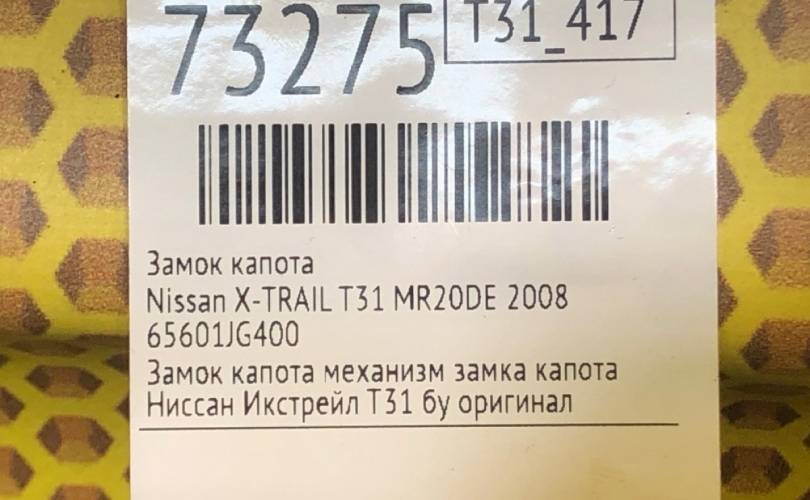 73275
T31_417
Замок капота
Nissan X-TRAIL T31 MR20DE 2008
65601JG400
Замок капота механизм замка капота
Ниссан Икстрейл Т31 бу оригинал